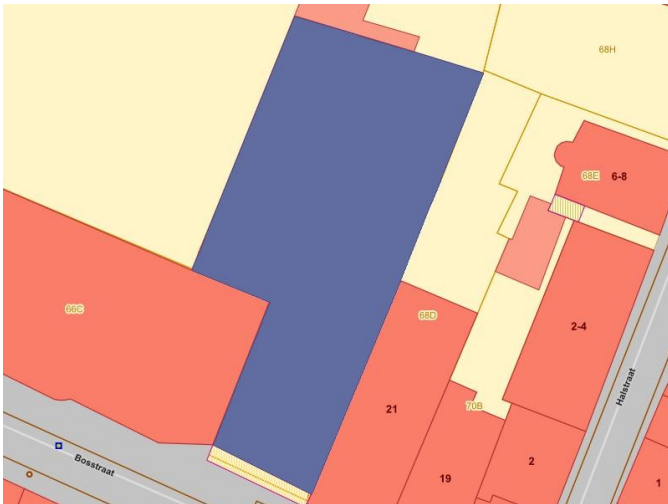 68H
68E
6-8
66C
68D
2-4
21
70B
Halstraat
Bosstraat
19
2
1